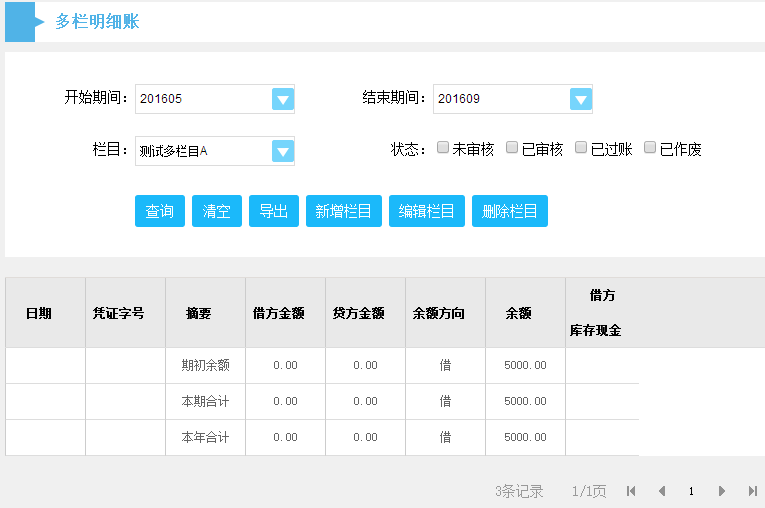 多栏明细账
开始期间： 201605 结束期间： 201609
栏目： 测试多栏目A 状态： 未审核 已审核 已过账 已作废
查询 清空 导出 新增栏目 编辑栏目 删除栏目
日期 凭证字号 摘要 借方金额 贷方金额 余额方向 余额 借方
库存现金
期初余额 0.00 0.00 借 5000.00
本期合计 0.00 0.00 借 5000.00
本年合计 0.00 0.00 借 5000.00
3条记录 1/1页 1